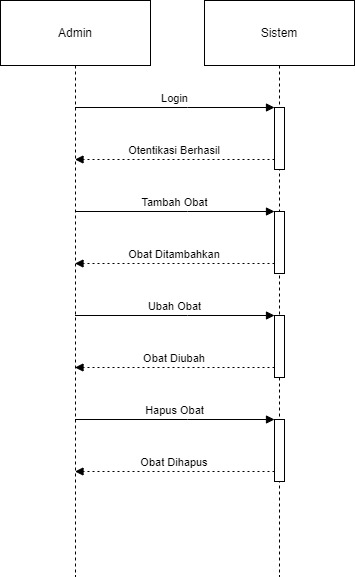 Admin
Sistem
Login
Otentikasi Berhasil
Tambah Obat
Obat Ditambahkan
Ubah Obat
Obat Diubah
Hapus Obat
Obat Dihapus